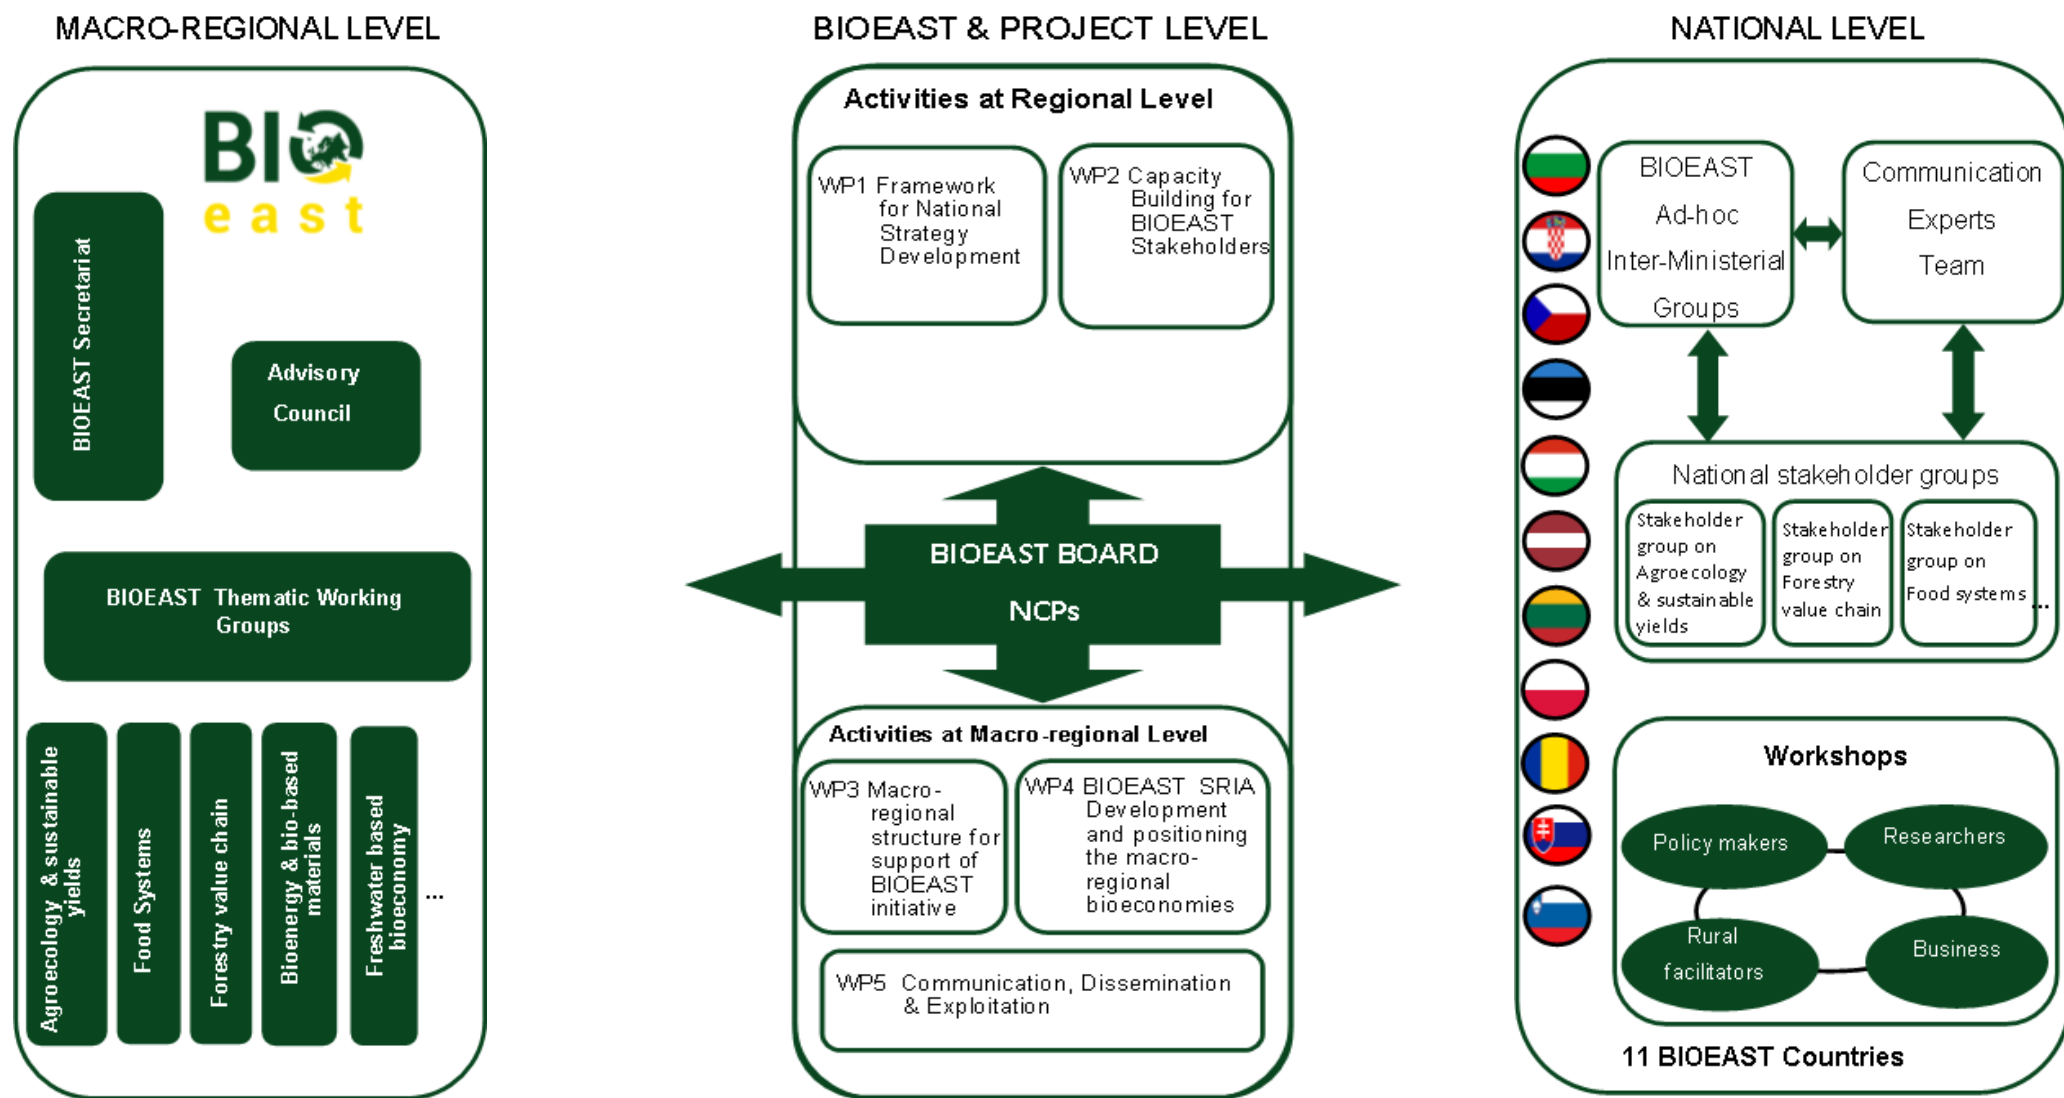 MACRO-REGIONAL LEVEL
BIO
east
BIOEAST Secretariat
Advisory
Council
BIOEAST Thematic Working
Groups
Agroecology & sustainable
yields
Food Systems
Forestry value chain
Bioenergy & bio-based
materials
Freshwater based
bioeconomy
...
BIOEAST & PROJECT LEVEL
Activities at Regional Level
WP1 Framework
for National
Strategy
Development
WP2 Capacity
Building for
BIOEAST
Stakeholders
BIOEAST BOARD
NCPs
Activities at Macro-regional Level
WP3 Macro-
regional
structure for
support of
BIOEAST
initiative
WP4 BIOEAST SRIA
Development
and positioning
the macro-
regional
bioeconomies
WP5 Communication, Dissemination
& Exploitation
NATIONAL LEVEL
BIOEAST
Ad-hoc
Inter-Ministerial
Groups
Communication
Experts
Team
National stakeholder groups
Stakeholder
group on
Agroecology
& sustainable
yields
Stakeholder
group on
Forestry
value chain
Stakeholder
group on
Food systems
...
Workshops
Policy makers
Researchers
Rural
facilitators
Business
11 BIOEAST Countries